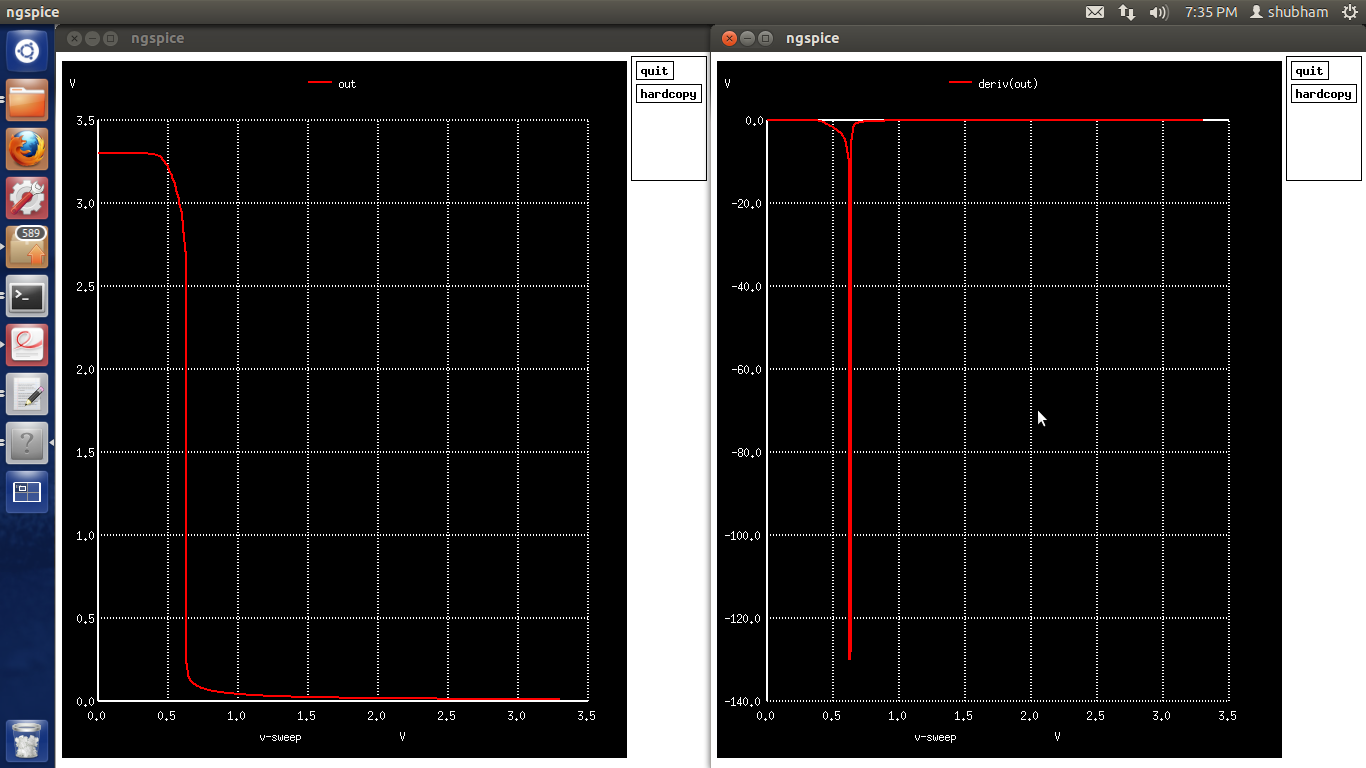 ngspice
7:35 PM
shubham
ngspice
V
out
3.5
3.0
2.5
2.0
1.5
1.0
0.5
0.0
0.0 0.5 1.0 1.5 2.0 2.5 3.0 3.5
v-sweep V
quit
hardcopy
ngspice
V
deriv(out)
0.0
-20.0
-40.0
-60.0
-80.0
-100.0
-120.0
-140.0
0.0 0.5 1.0 1.5 2.0 2.5 3.0 3.5
v-sweep V
quit
hardcopy
589
>_
?